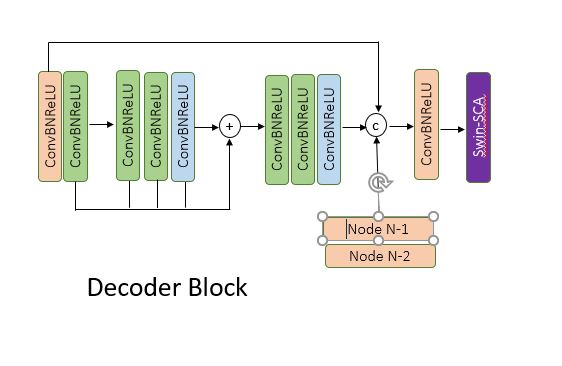 ConvBNReLU
ConvBNReLU
ConvBNReLU
ConvBNReLU
ConvBNReLU
+
ConvBNReLU
ConvBNReLU
ConvBNReLU
c
ConvBNReLU
Swin-SCA
Node N-1
Node N-2
Decoder Block